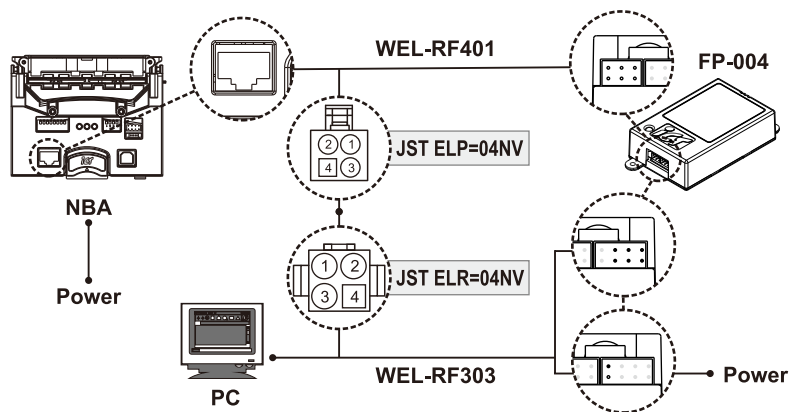 WEL-RF401
FP-004
2 1
4 3
JST ELP=04NV
ICT
NBA
1 2
3 4
JST ELR=04NV
Power
PC
WEL-RF303
Power